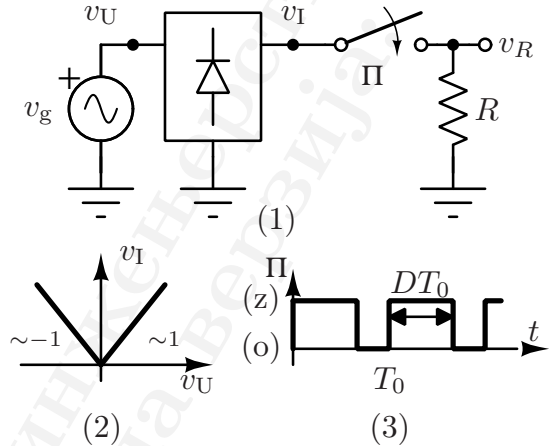 v_U v_I v_R
+
v_g Π R
(1)
v_I Π DT_0
(z)
∼−1 ∼1 (o)
v_U T_0 t
(2) (3)